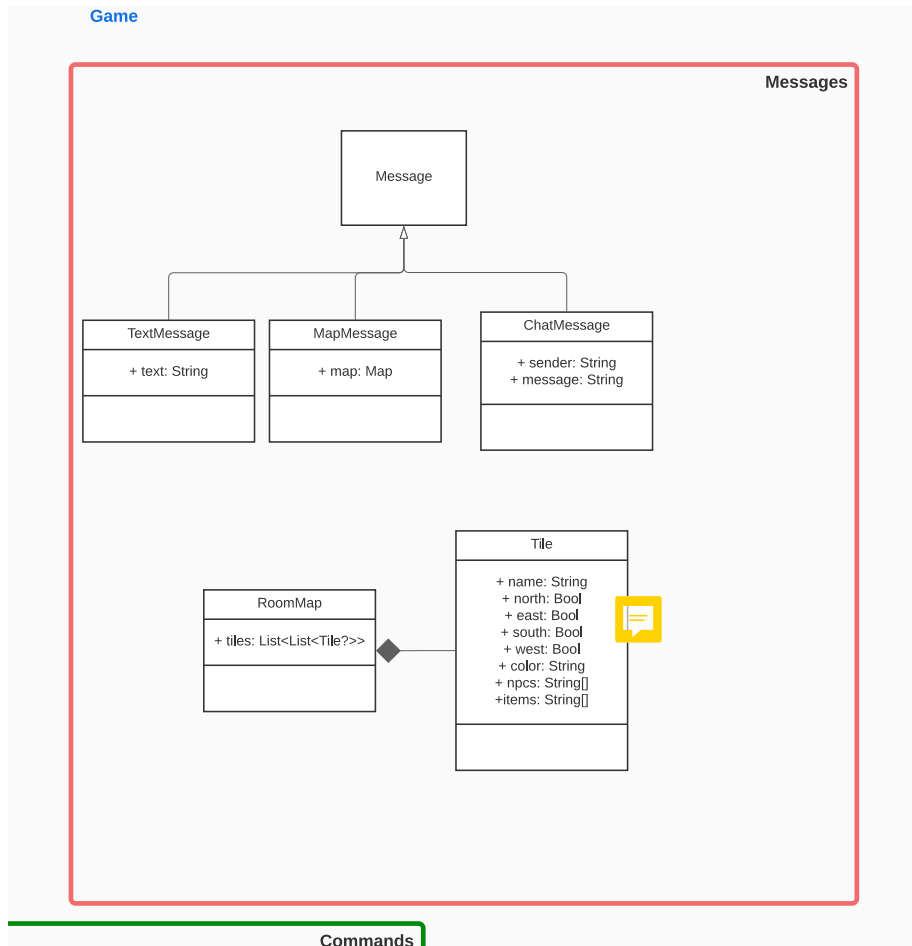 Game
Messages
Message
TextMessage
+ text: String
MapMessage
+ map: Map
ChatMessage
+ sender: String
+ message: String
RoomMap
+ tiles: List<List<Tile?>>
Tile
+ name: String
+ north: Bool
+ east: Bool
+ south: Bool
+ west: Bool
+ color: String
+ npcs: String[]
+items: String[]
Commands